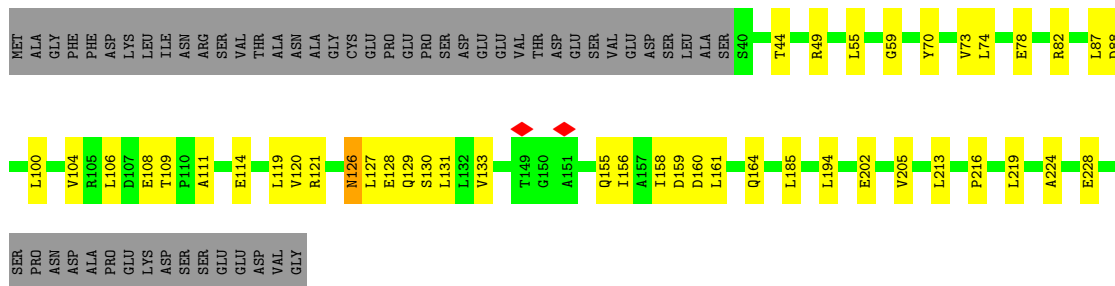 MET ALA GLY PHE PHE ASP LYS LEU ILE ASN ARG SER VAL THR ALA ASN ALA GLY CYS GLU PRO GLU PRO SER ASP GLU GLU VAL THR ASP GLU SER VAL GLU ASP SER LEU ALA SER S40 T44 R49 L55 G59 Y70 V73 L74 E78 R82 L87
L100 V104 R105 L106 D107 E108 T109 P110 A111 E114 L119 V120 R121 N126 L127 E128 Q129 S130 L131 L132 V133 T149 G150 A151 Q155 I156 A157 I158 D159 D160 L161 Q164 L185 L194 E202 V205 L213 P216 L219 A224 E228
SER PRO ASN ASP ALA PRO GLU LYS ASP SER SER GLU GLU ASP VAL GLY